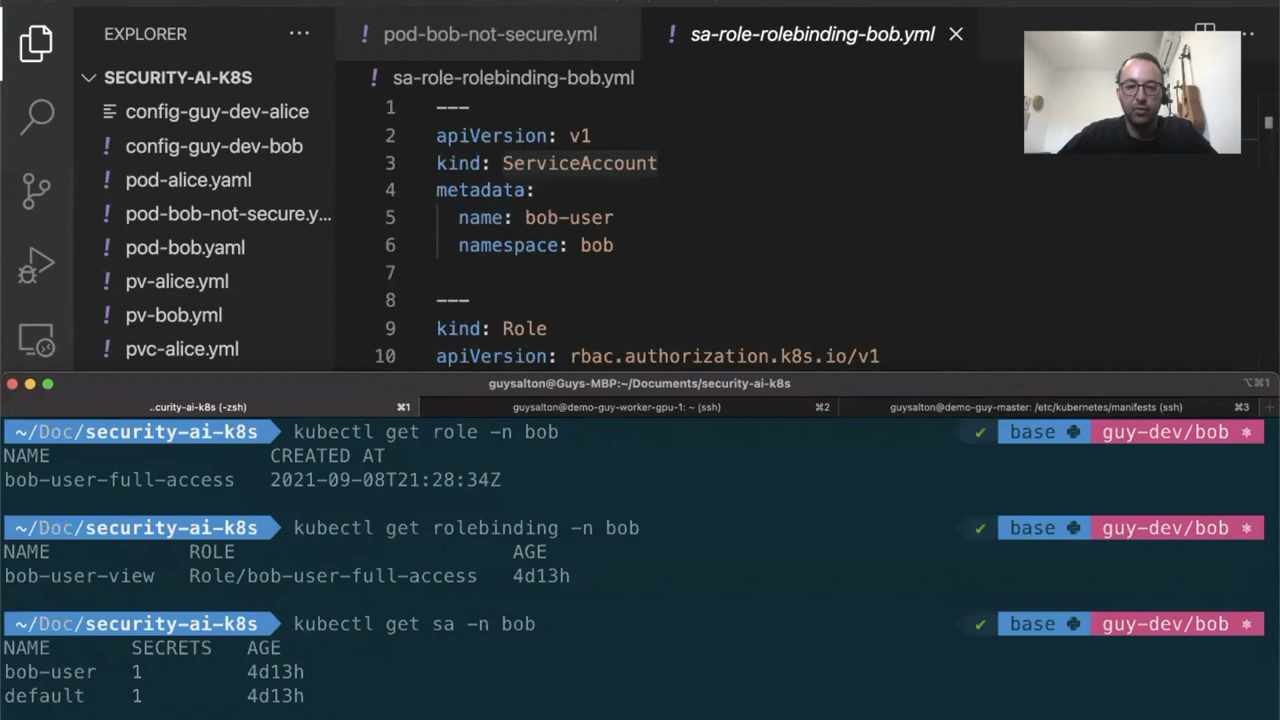 EXPLORER ···
SECURITY-AI-K8S
config-guy-dev-alice
! config-guy-dev-bob
! pod-alice.yaml
! pod-bob-not-secure.y...
! pod-bob.yaml
! pv-alice.yml
! pv-bob.yml
! pvc-alice.yml
! pod-bob-not-secure.yml
! sa-role-rolebinding-bob.yml
! sa-role-rolebinding-bob.yml
1 ---
2 apiVersion: v1
3 kind: ServiceAccount
4 metadata:
5 name: bob-user
6 namespace: bob
7
8 ---
9 kind: Role
10 apiVersion: rbac.authorization.k8s.io/v1
guysalton@Guys-MBP:~/Documents/security-ai-k8s ⌥⌘1
..curity-ai-k8s (-zsh) ⌘1 guysalton@demo-guy-worker-gpu-1: ~ (ssh) ⌘2 guysalton@demo-guy-master: /etc/kubernetes/manifests (ssh) ⌘3 +
~/Doc/security-ai-k8s kubectl get role -n bob ✔ base guy-dev/bob ⎈
NAME CREATED AT
bob-user-full-access 2021-09-08T21:28:34Z
~/Doc/security-ai-k8s kubectl get rolebinding -n bob ✔ base guy-dev/bob ⎈
NAME ROLE AGE
bob-user-view Role/bob-user-full-access 4d13h
~/Doc/security-ai-k8s kubectl get sa -n bob ✔ base guy-dev/bob ⎈
NAME SECRETS AGE
bob-user 1 4d13h
default 1 4d13h